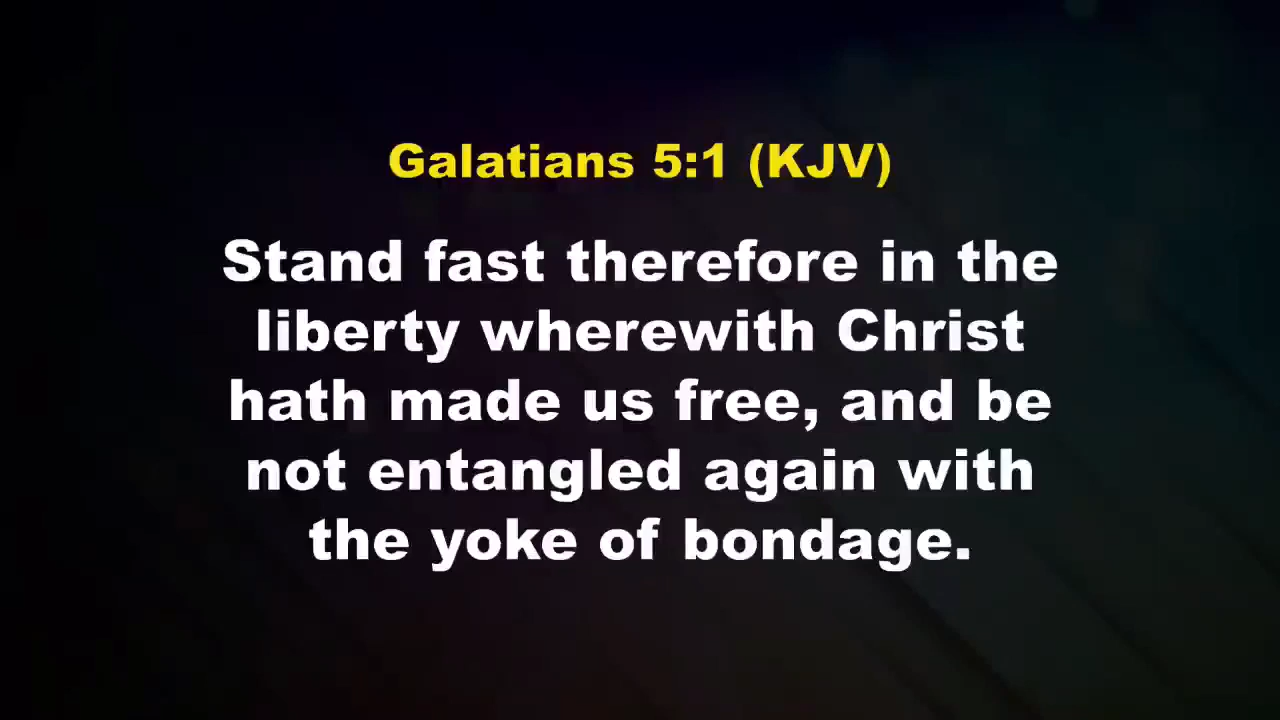 Galatians 5:1 (KJV)
Stand fast therefore in the
liberty wherewith Christ
hath made us free, and be
not entangled again with
the yoke of bondage.